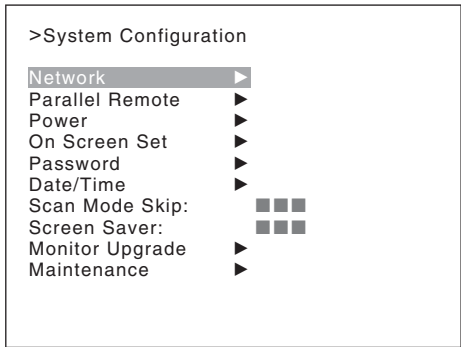 >System Configuration
Network ▶
Parallel Remote ▶
Power ▶
On Screen Set ▶
Password ▶
Date/Time ▶
Scan Mode Skip: ■■■
Screen Saver: ■■■
Monitor Upgrade ▶
Maintenance ▶